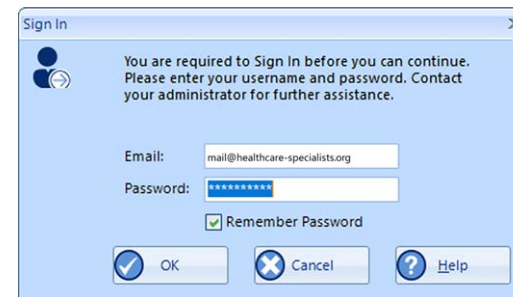 Sign In
You are required to Sign In before you can continue.
Please enter your username and password. Contact
your administrator for further assistance.
Email: mail@healthcare-specialists.org
Password: **********
Remember Password
OK Cancel Help